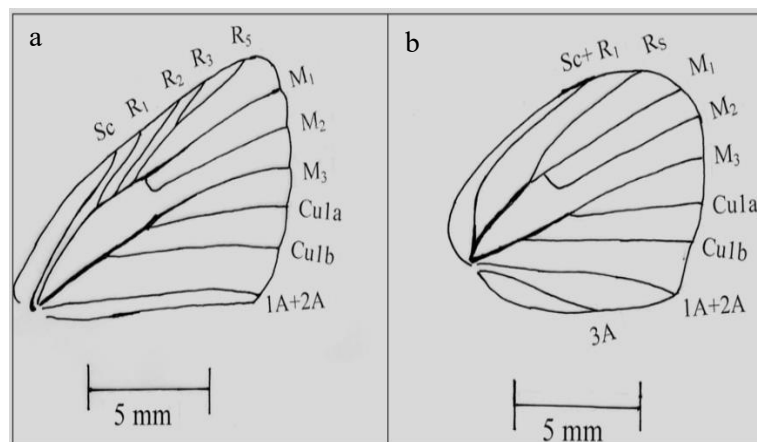 a
Sc
R1
R2
R3
R5
M1
M2
M3
Cu1a
Cu1b
1A+2A
5 mm
b
Sc+ R1
RS
M1
M2
M3
Cu1a
Cu1b
1A+2A
3A
5 mm